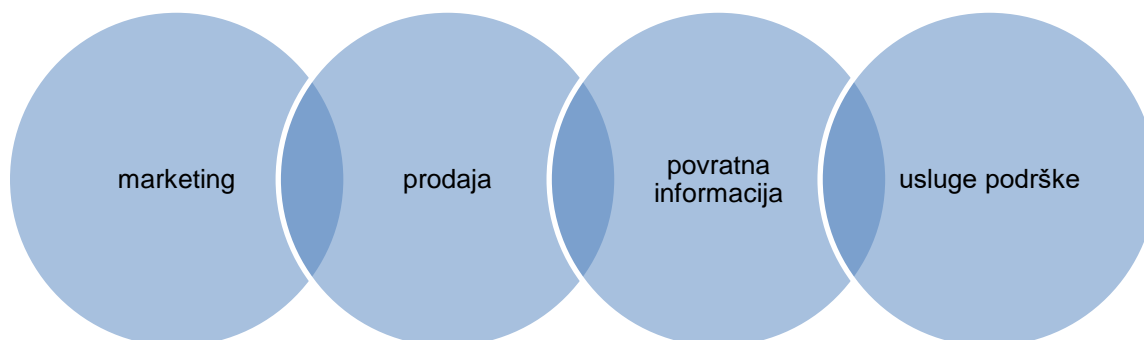 marketing
prodaja
povratna
informacija
usluge podrške